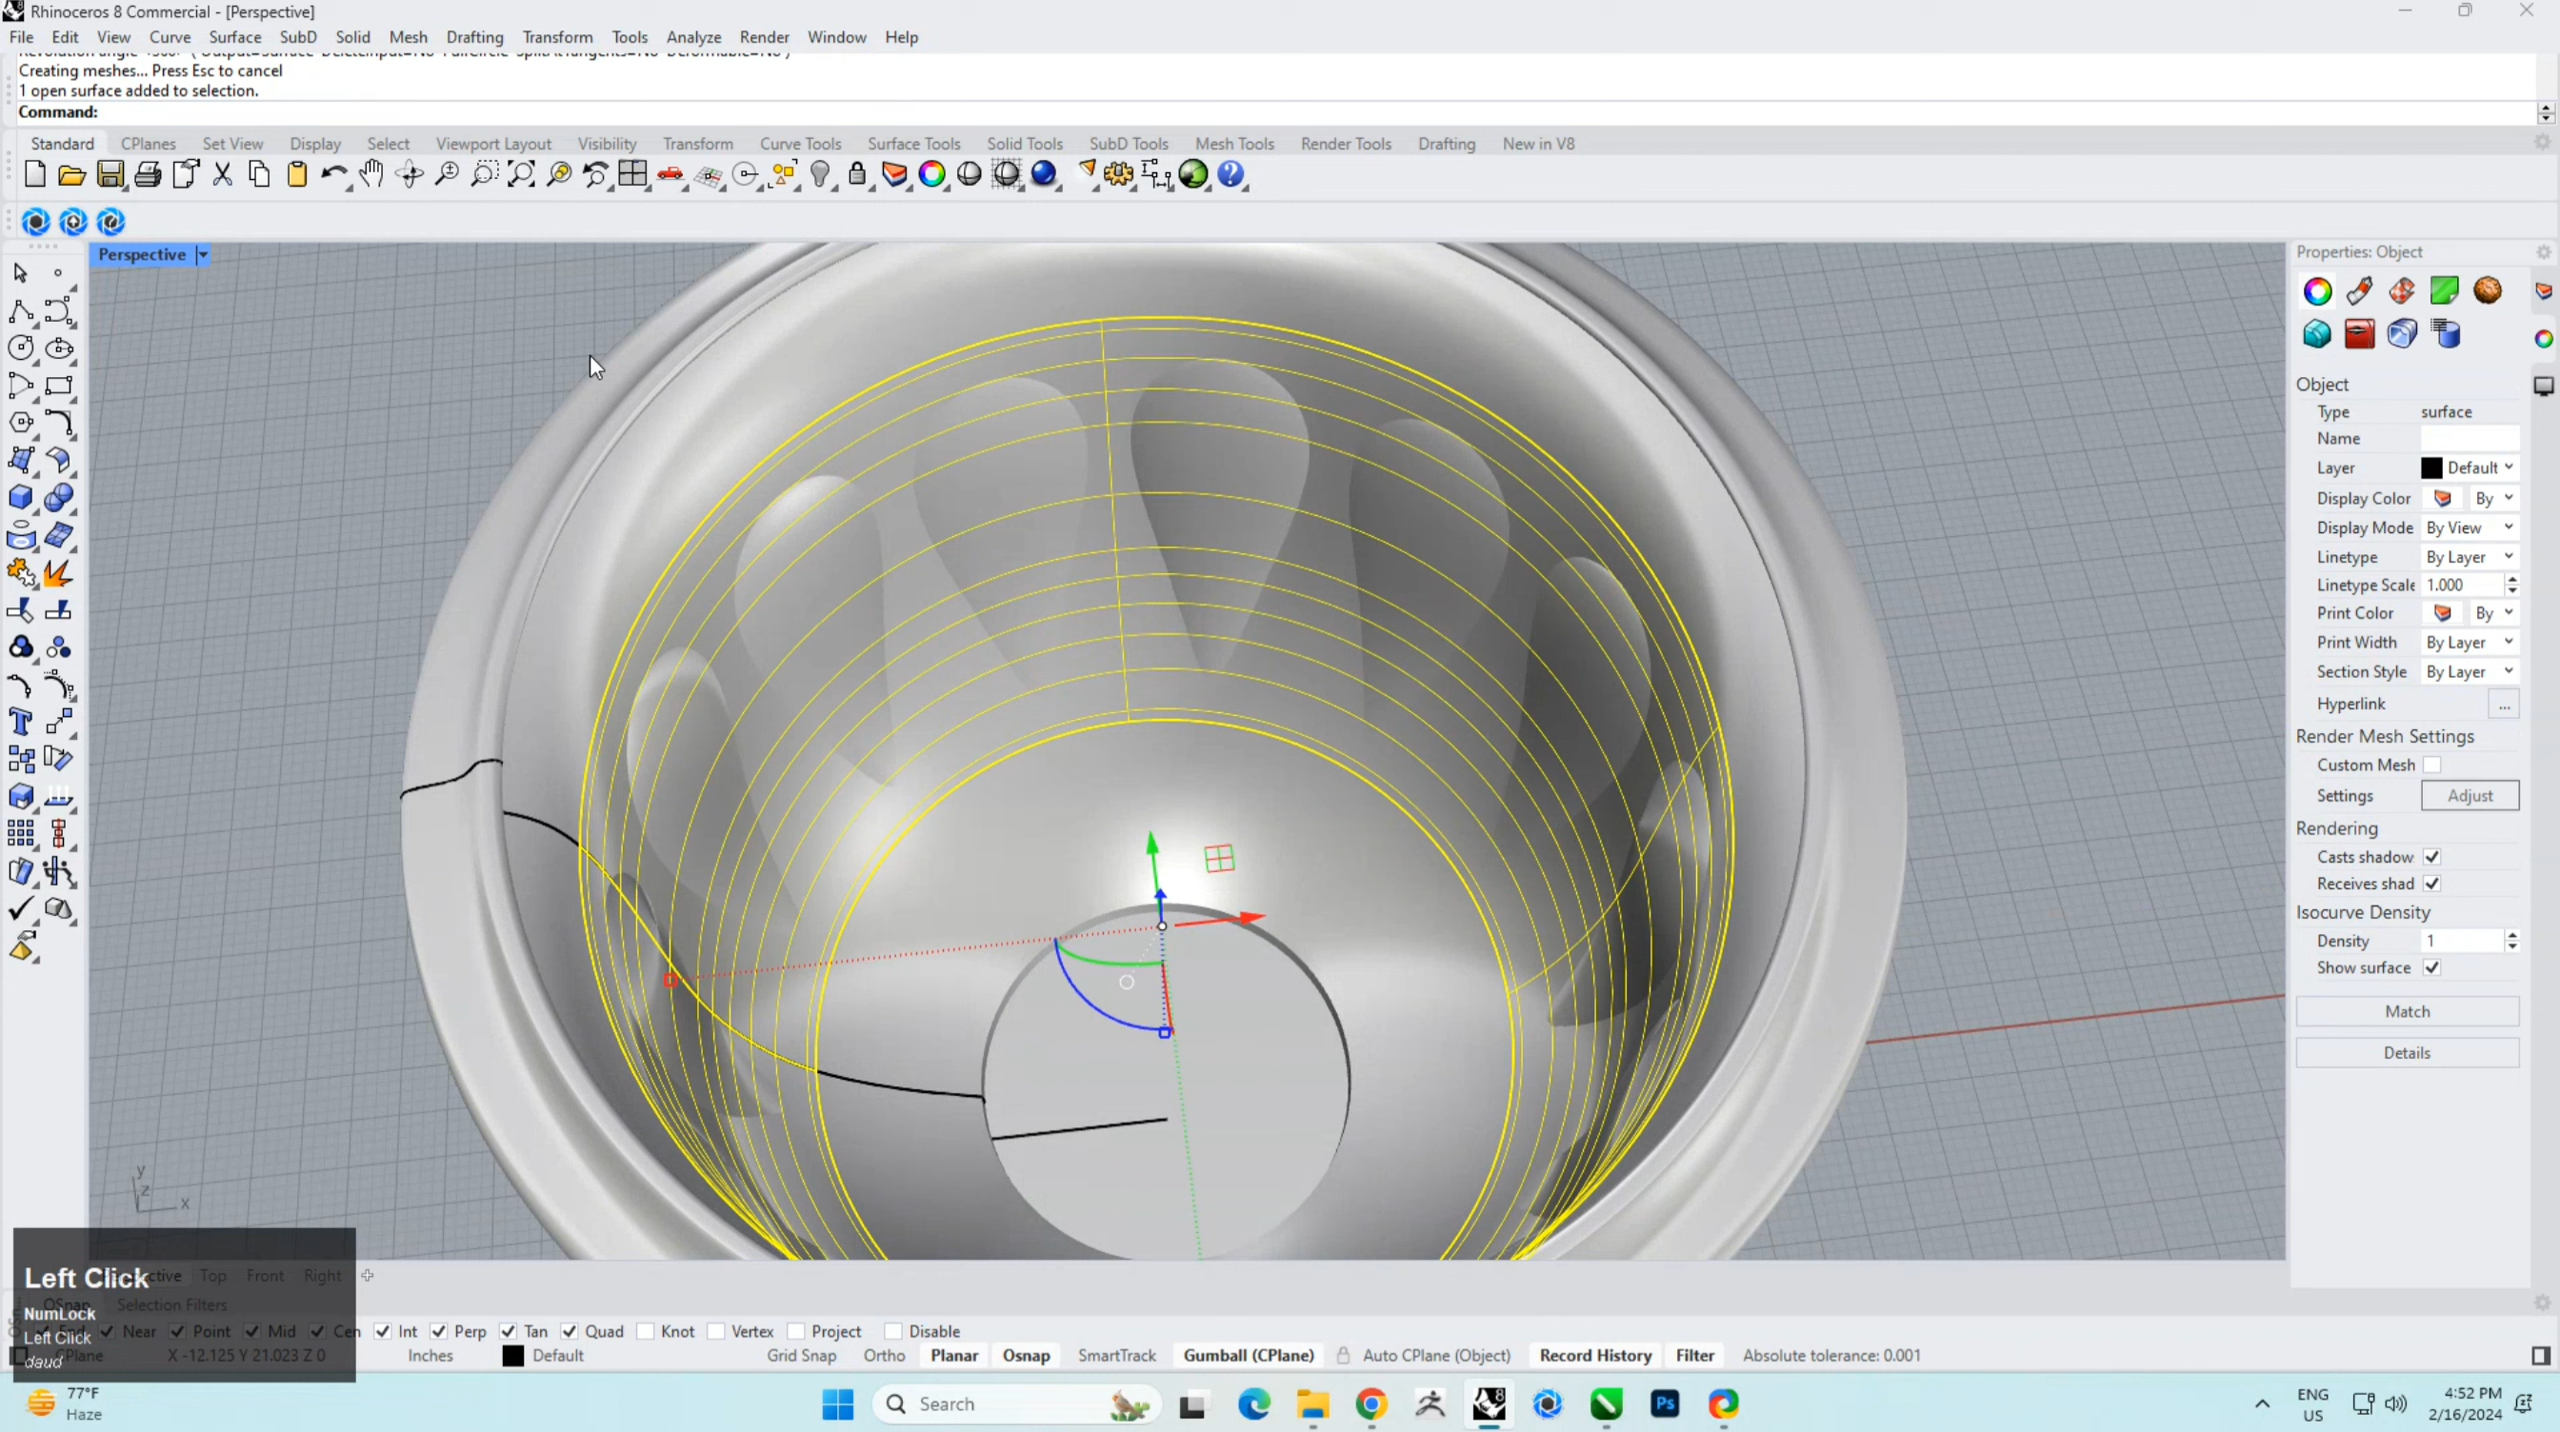 Rhinoceros 8 Commercial - [Perspective]
File Edit View Curve Surface SubD Solid Mesh Drafting Transform Tools Analyze Render Window Help
Creating meshes... Press Esc to cancel
1 open surface added to selection.
Command:
Standard CPlanes Set View Display Select Viewport Layout Visibility Transform Curve Tools Surface Tools Solid Tools SubD Tools Mesh Tools Render Tools Drafting New in V8
Perspective
Properties: Object
Object
Type surface
Name
Layer Default
Display Color By
Display Mode By View
Linetype By Layer
Linetype Scale 1.000
Print Color By
Print Width By Layer
Section Style By Layer
Hyperlink ...
Render Mesh Settings
Custom Mesh
Settings Adjust
Rendering
Casts shadow
Receives shad
Isocurve Density
Density 1
Show surface
Match
Details
y
z
x
Left Click
NumLock
Left Click
daud
ctive Top Front Right
OSnap Selection Filters
End Near Point Mid Cen Int Perp Tan Quad Knot Vertex Project Disable
CPlane X -12.125 Y 21.023 Z 0 Inches Default Grid Snap Ortho Planar Osnap SmartTrack Gumball (CPlane) Auto CPlane (Object) Record History Filter Absolute tolerance: 0.001
77°F
Haze
Search
8
Ps
ENG
US
4:52 PM
2/16/2024